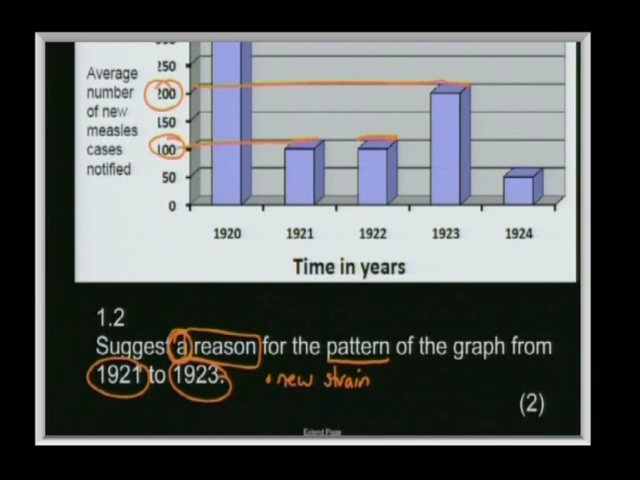 250
Average
number
of new
measles
cases
notified
200
150
100
50
0
1920 1921 1922 1923 1924
Time in years
1.2
Suggest a reason for the pattern of the graph from
1921 to 1923. • new strain
(2)
Extend Page